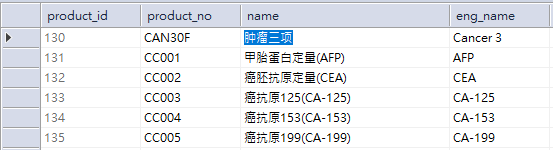 product_id product_no name eng_name
130 CAN30F 肿瘤三项 Cancer 3
131 CC001 甲胎蛋白定量(AFP) AFP
132 CC002 癌胚抗原定量(CEA) CEA
133 CC003 癌抗原125(CA-125) CA-125
134 CC004 癌抗原153(CA-153) CA-153
135 CC005 癌抗原199(CA-199) CA-199